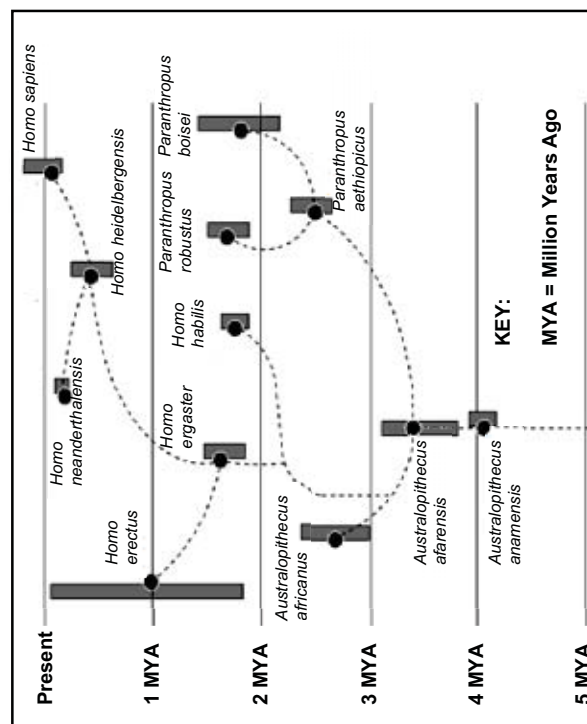 Present
1 MYA
2 MYA
3 MYA
4 MYA
5 MYA
Homo sapiens
Homo heidelbergensis
Homo
neanderthalensis
Homo
erectus
Homo
ergaster
Homo
habilis
Paranthropus
robustus
Paranthropus
boisei
Paranthropus
aethiopicus
Australopithecus
africanus
Australopithecus
afarensis
Australopithecus
anamensis
KEY:
MYA = Million Years Ago